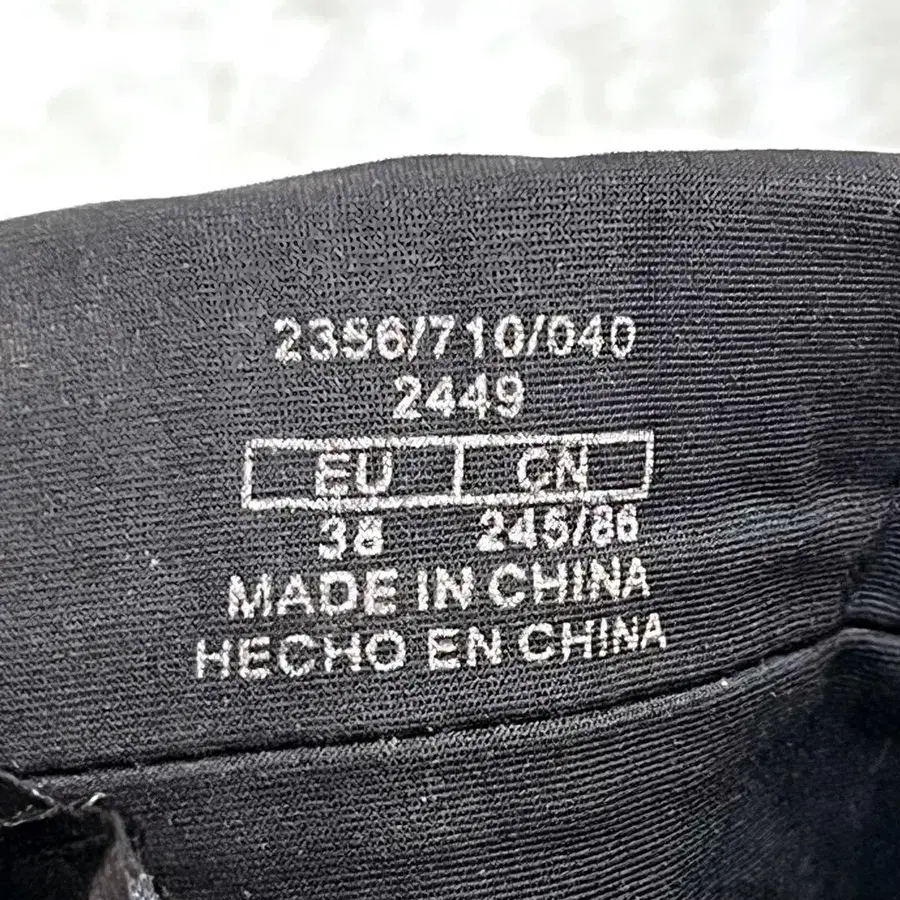 2356/710/040
2449
EU CN
38 245/86
MADE IN CHINA
HECHO EN CHINA